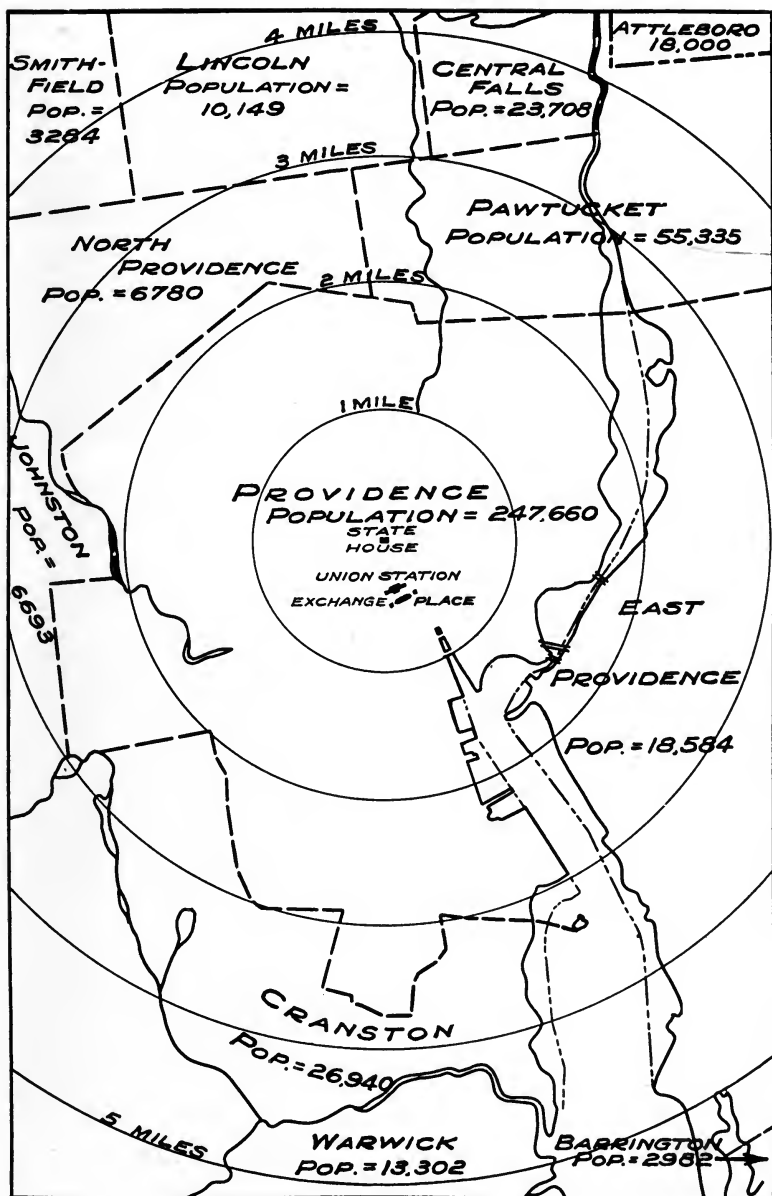 4 MILES
ATTLEBORO
18,000
SMITH-
FIELD
POP. =
3284
LINCOLN
POPULATION =
10,149
CENTRAL
FALLS
POP. = 23,708
3 MILES
PAWTUCKET
POPULATION = 55,335
NORTH
PROVIDENCE
POP. = 6780
2 MILES
1 MILE
JOHNSTON
POP. =
6693
PROVIDENCE
POPULATION = 247,660
STATE
HOUSE
UNION STATION
EXCHANGE PLACE
EAST
PROVIDENCE
POP. = 18,584
CRANSTON
POP. = 26,940
5 MILES
WARWICK
POP. = 13,302
BARRINGTON
POP. = 2982